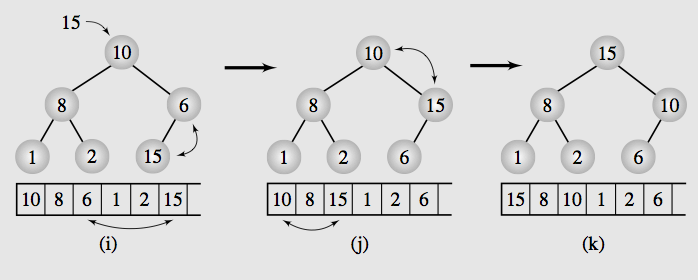 15
10
8 6
1 2 15
10 8 6 1 2 15
(i)
10
8 15
1 2 6
10 8 15 1 2 6
(j)
15
8 10
1 2 6
15 8 10 1 2 6
(k)